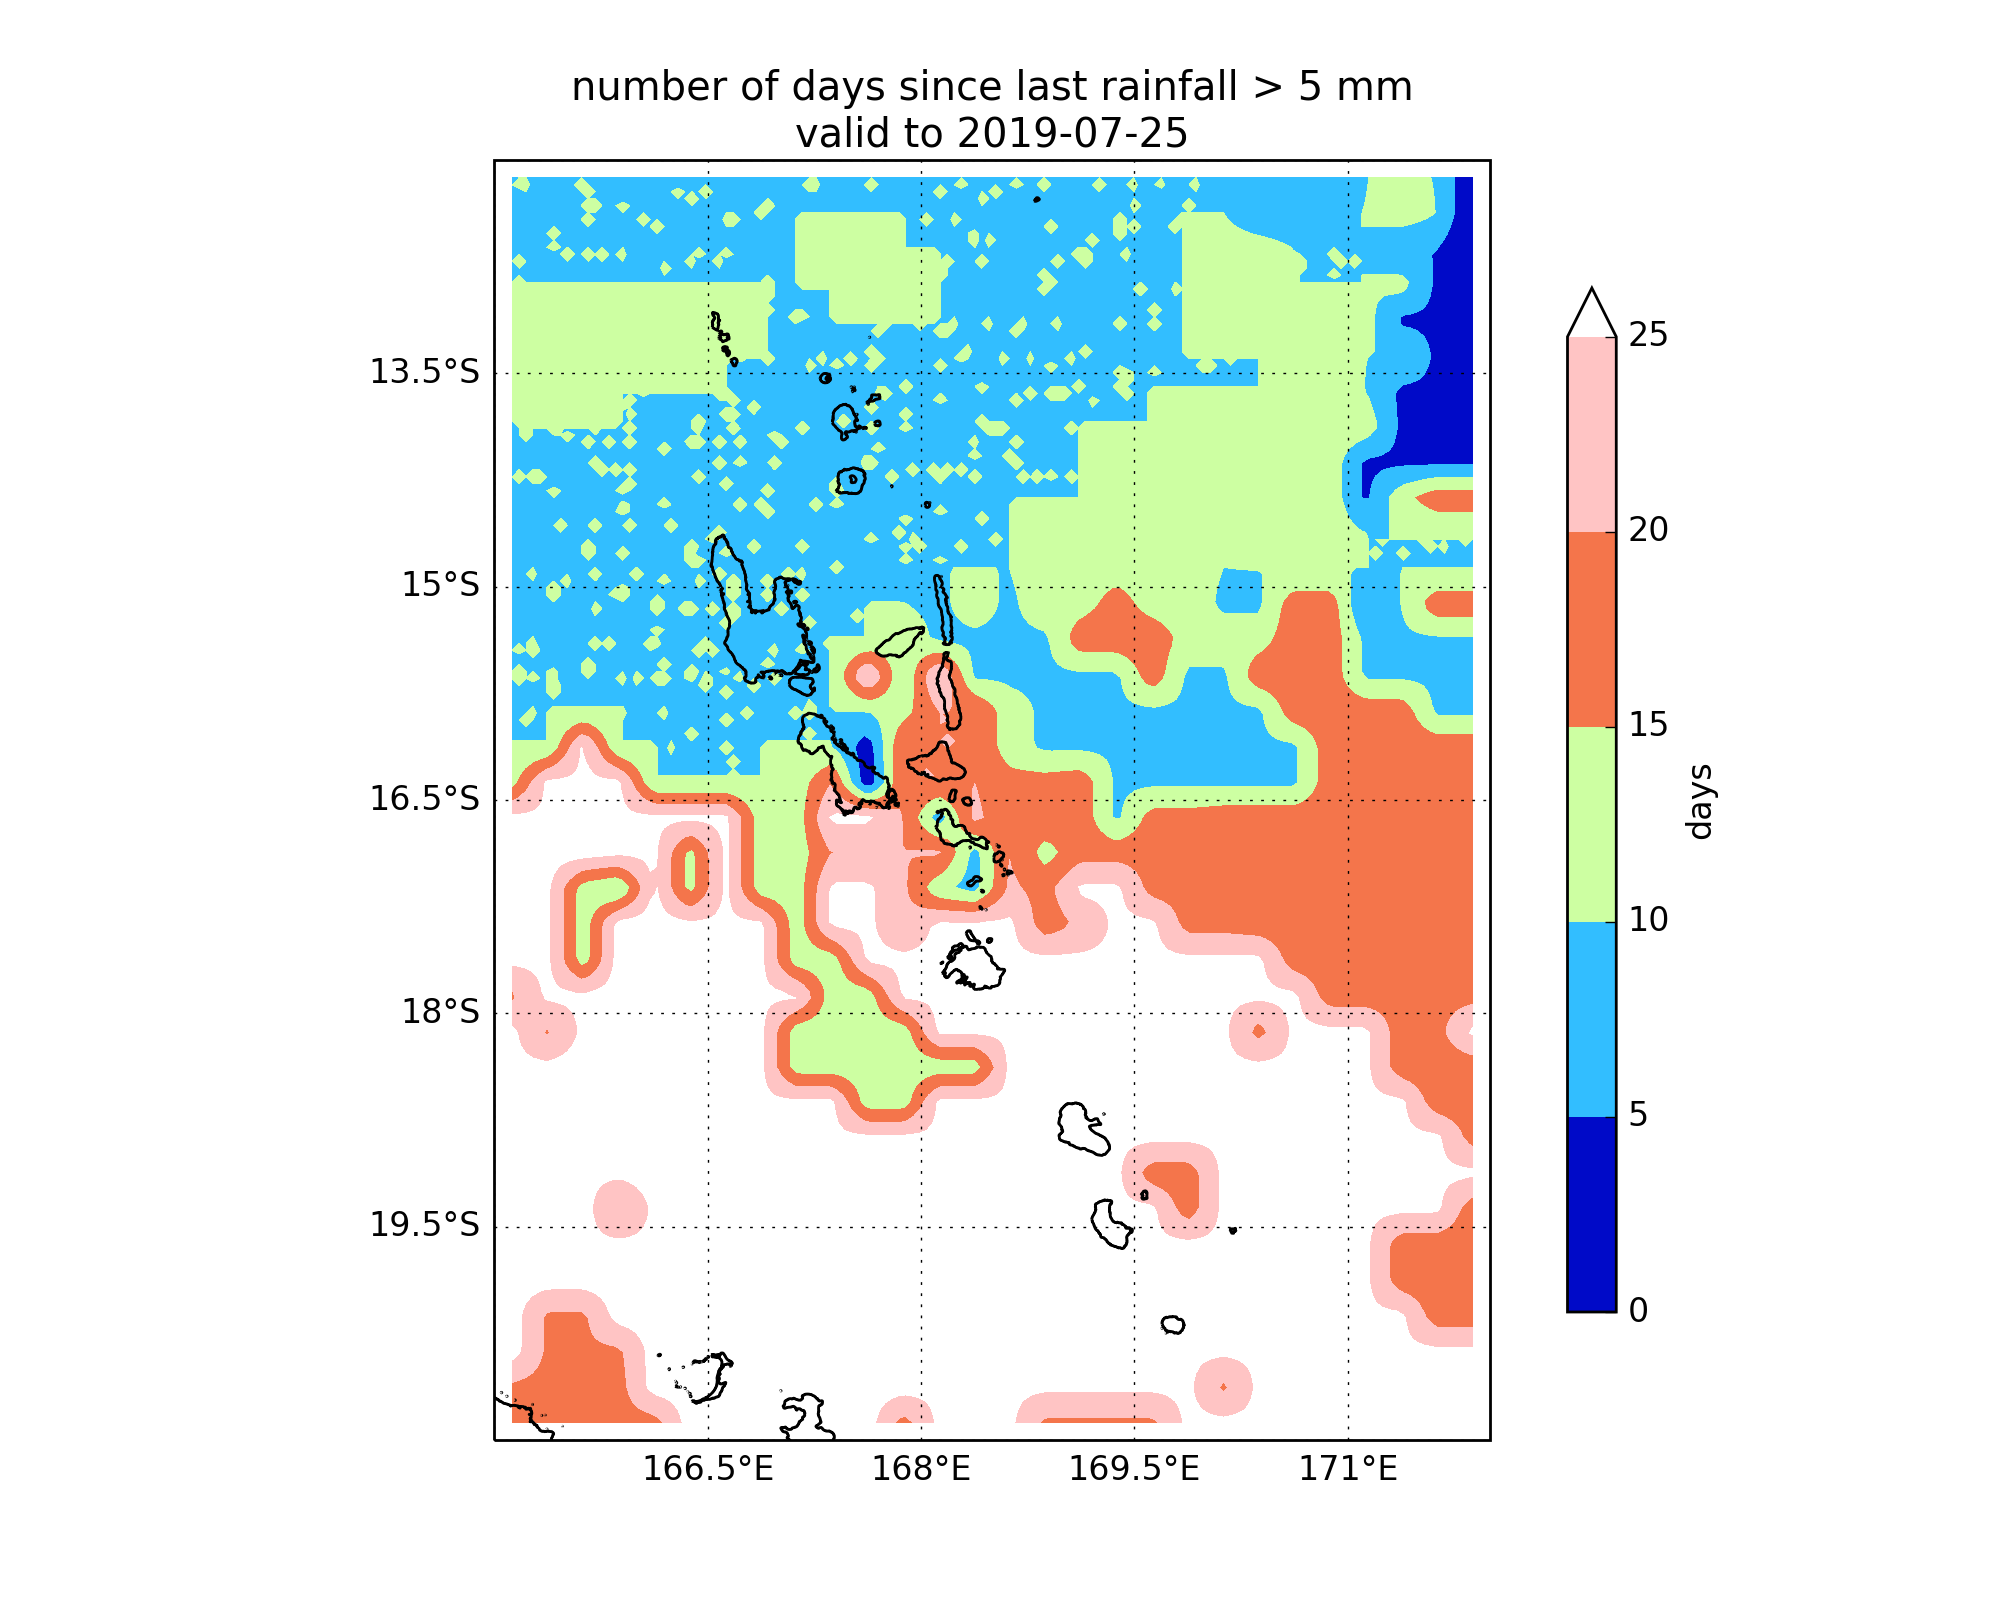 number of days since last rainfall > 5 mm
valid to 2019-07-25
13.5°S
15°S
16.5°S
18°S
19.5°S
166.5°E
168°E
169.5°E
171°E
25
20
15
10
5
0
days